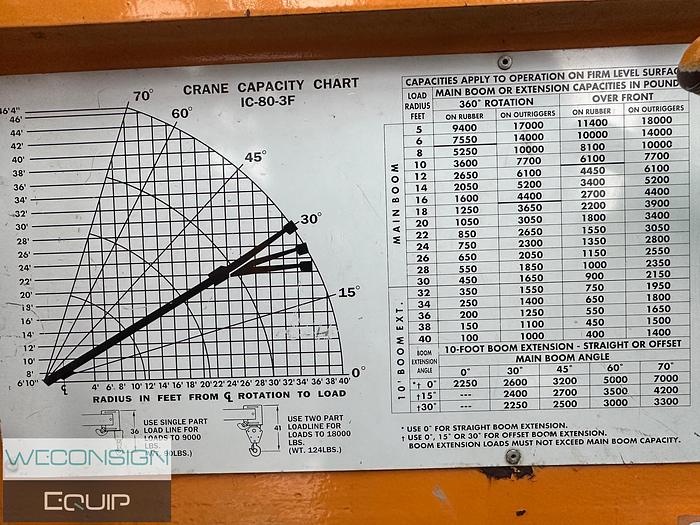 CRANE CAPACITY CHART
IC-80-3F
70°
60°
45°
30°
15°
0°
46'4"
46'
44'
42'
40'
38'
36'
34'
32'
30'
28'
26'
24'
22'
20'
18'
16'
14'
12'
10'
8'
6'10"
4' 6' 8' 10' 12' 14' 16' 18' 20' 22' 24' 26' 28' 30' 32' 34' 36' 38' 40'
RADIUS IN FEET FROM ℄ ROTATION TO LOAD
36
USE SINGLE PART
LOAD LINE FOR
LOADS TO 9000
LBS.
LBS.)
41
USE TWO PART
LOADLINE FOR
LOADS TO 18000
LBS.
(WT. 124LBS.)
CAPACITIES APPLY TO OPERATION ON FIRM LEVEL SURFAC
LOAD RADIUS FEET
MAIN BOOM OR EXTENSION CAPACITIES IN POUND
360° ROTATION OVER FRONT
ON RUBBER ON OUTRIGGERS ON RUBBER ON OUTRIGGERS
MAIN BOOM
5 9400 17000 11400 18000
6 7550 14000 10000 14000
8 5250 10000 8100 10000
10 3600 7700 6100 7700
12 2650 6100 4450 6100
14 2050 5200 3400 5200
16 1600 4400 2700 4400
18 1250 3650 2200 3900
20 1050 3050 1800 3400
22 850 2650 1550 3050
24 750 2300 1350 2800
26 650 2050 1150 2550
28 550 1850 1000 2350
30 450 1650 900 2150
10' BOOM EXT.
32 350 1550 750 1950
34 250 1400 650 1800
36 200 1250 550 1650
38 150 1100 450 1500
40 100 1000 400 1400
BOOM EXTENSION ANGLE
10-FOOT BOOM EXTENSION - STRAIGHT OR OFFSET
MAIN BOOM ANGLE
0° 30° 45° 60° 70°
*† 0° 2250 2600 3200 5000 7000
†15° --- 2400 2700 3500 4200
†30° --- 2250 2500 3000 3300
* USE 0° FOR STRAIGHT BOOM EXTENSION.
† USE 0°, 15° OR 30° FOR OFFSET BOOM EXTENSION.
BOOM EXTENSION LOADS MUST NOT EXCEED MAIN BOOM CAPACITY.
WECONSIGN
EQUIP